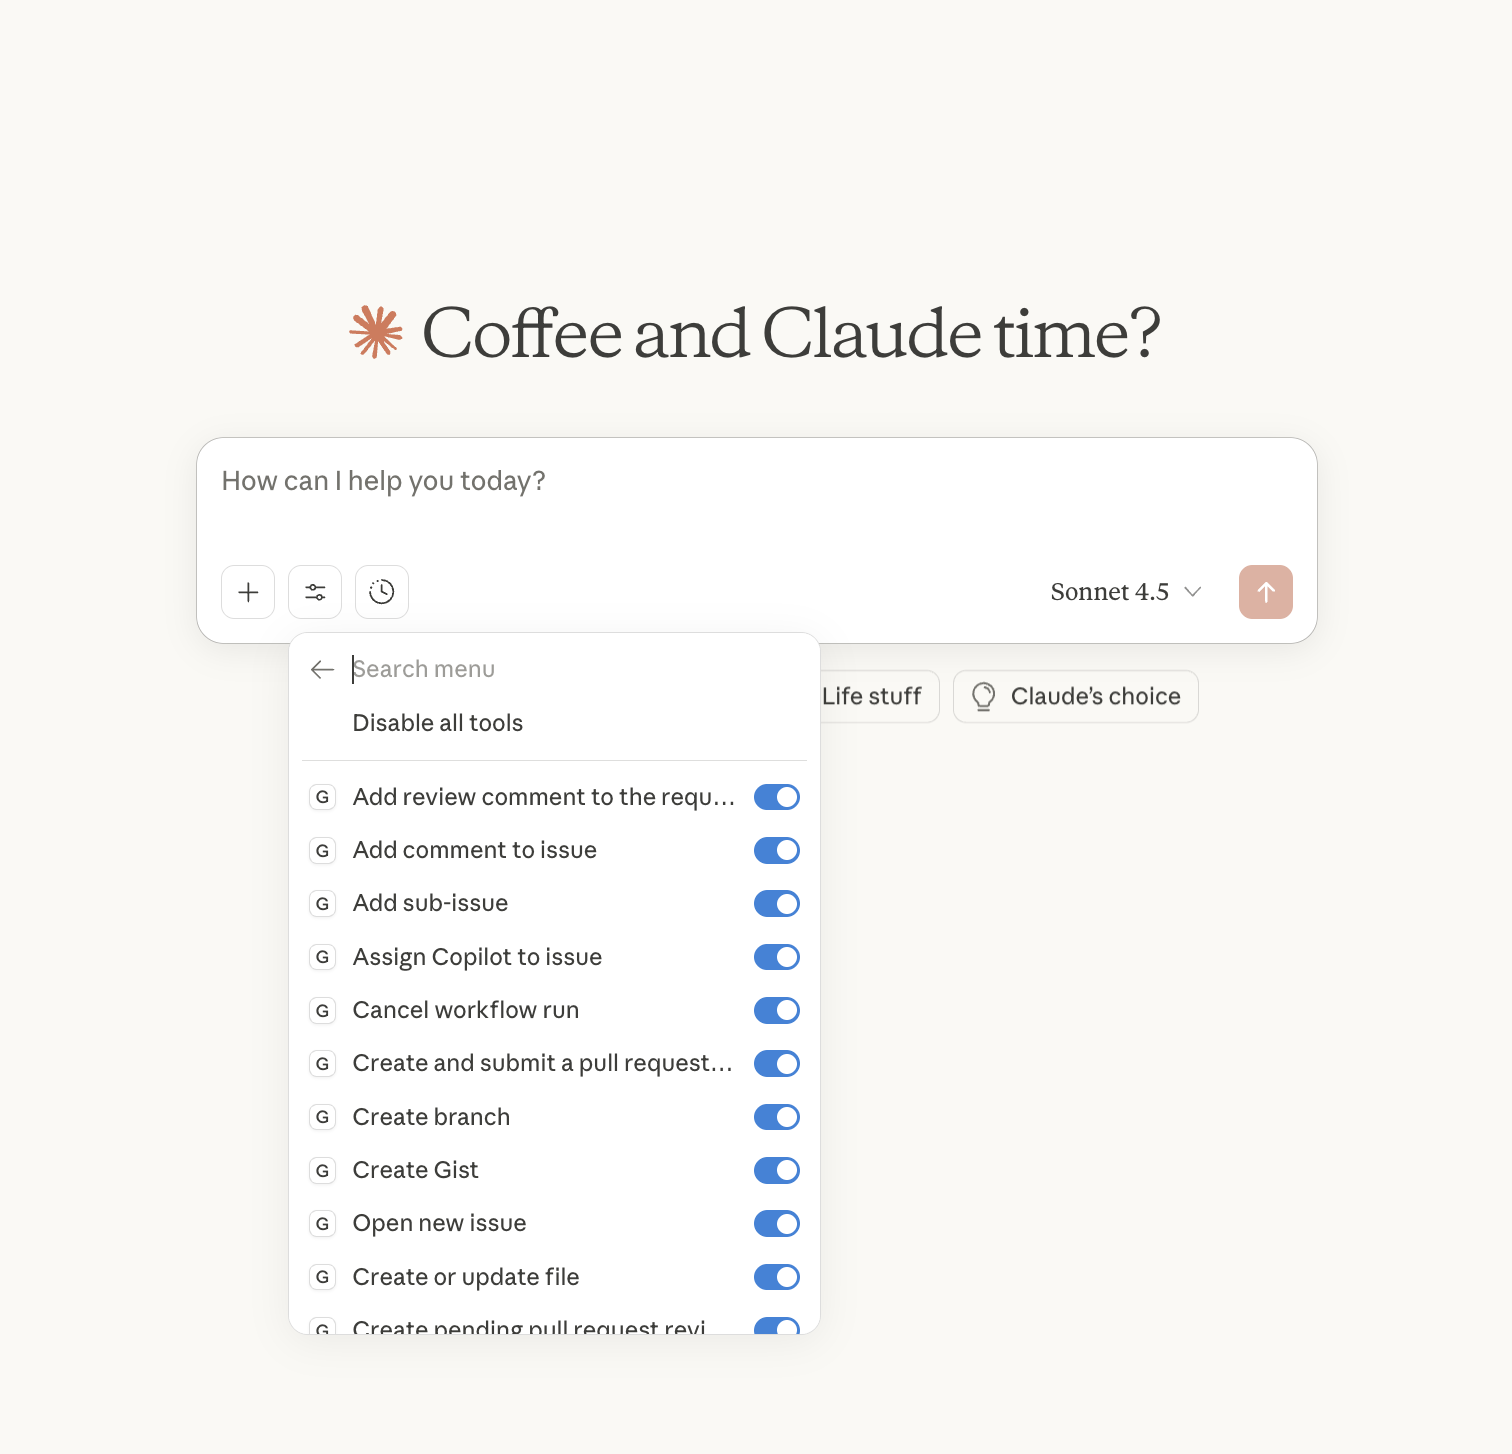 Coffee and Claude time?
How can I help you today?
Sonnet 4.5
Search menu
Disable all tools
Life stuff
Claude's choice
G Add review comment to the requ...
G Add comment to issue
G Add sub-issue
G Assign Copilot to issue
G Cancel workflow run
G Create and submit a pull request...
G Create branch
G Create Gist
G Open new issue
G Create or update file
G Create pending pull request revi